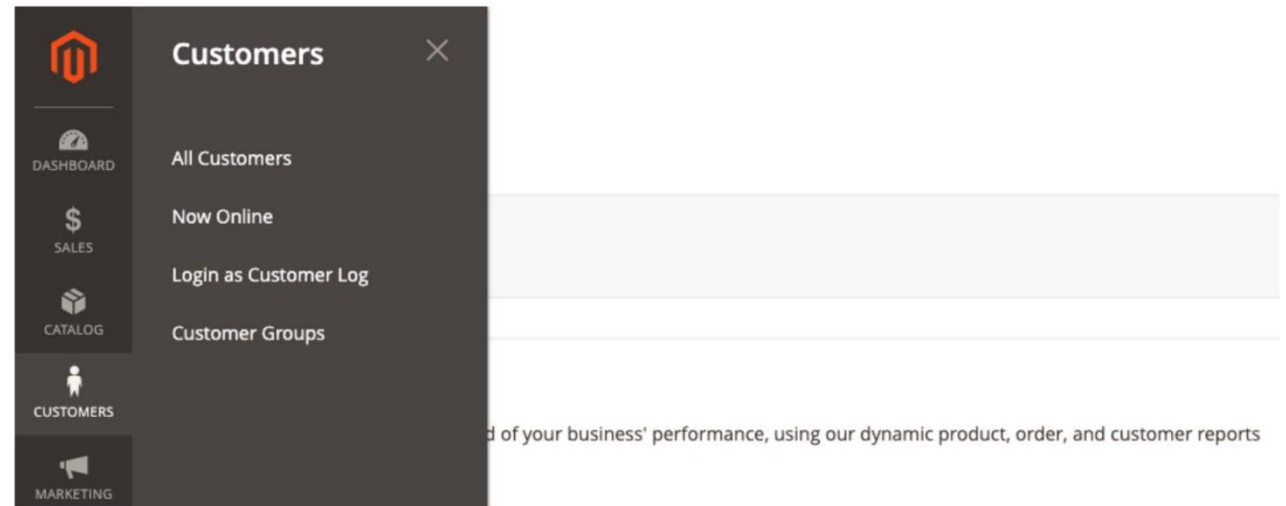 Customers
DASHBOARD
SALES
CATALOG
CUSTOMERS
MARKETING
All Customers
Now Online
Login as Customer Log
Customer Groups
of your business' performance, using our dynamic product, order, and customer reports